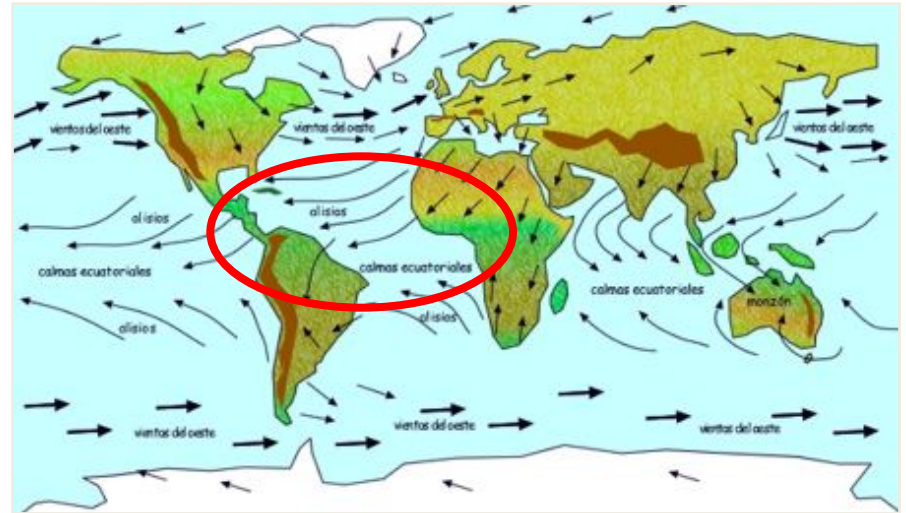 vientos del oeste
vientos del oeste
vientos del oeste
alisios
alisios
calmas ecuatoriales
calmas ecuatoriales
calmas ecuatoriales
monzón
alisios
alisios
vientos del oeste
vientos del oeste
vientos del oeste